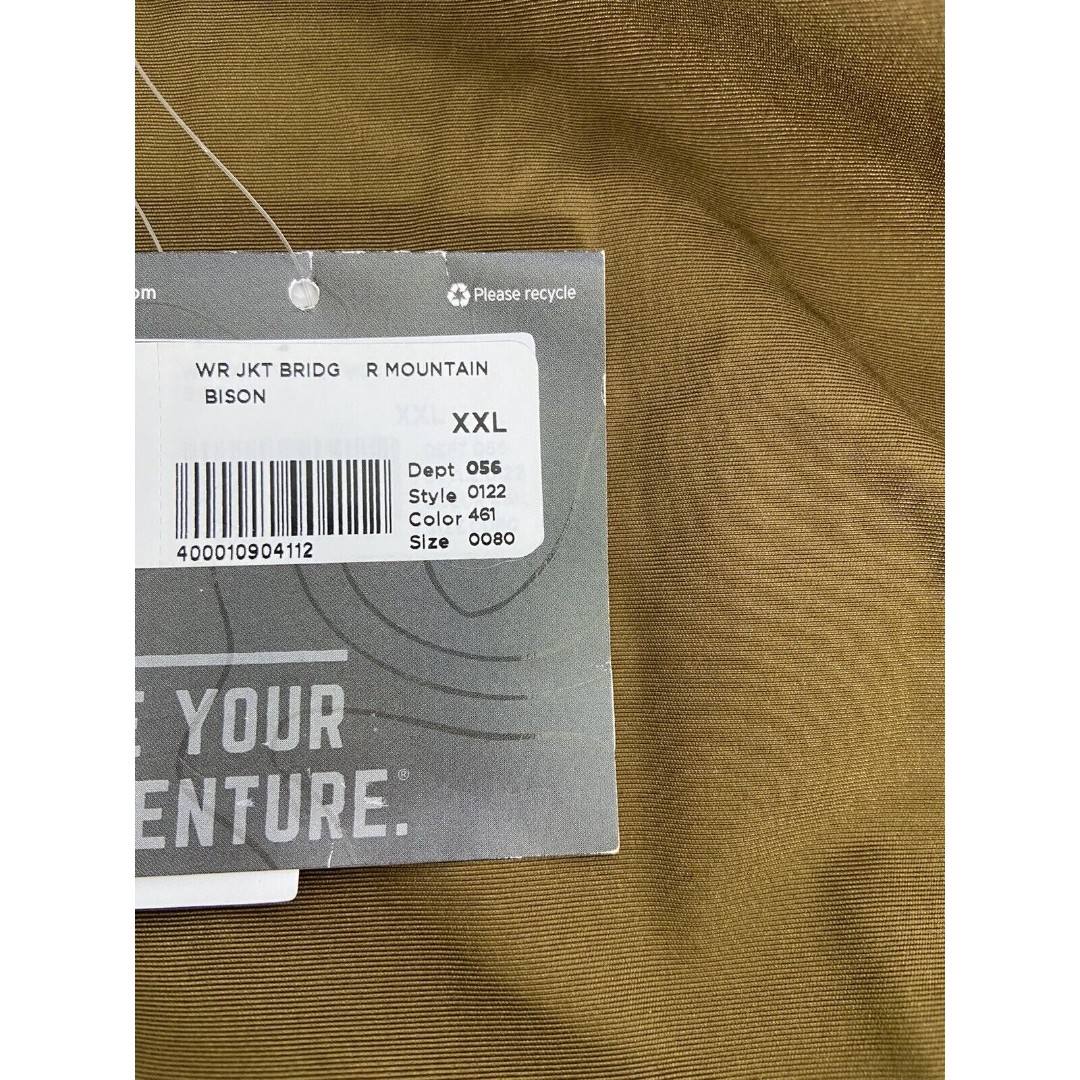 om
Please recycle
WR JKT BRIDG R MOUNTAIN
BISON
XXL
Dept 056
Style 0122
Color 461
Size 0080
400010904112
E YOUR
ENTURE.®